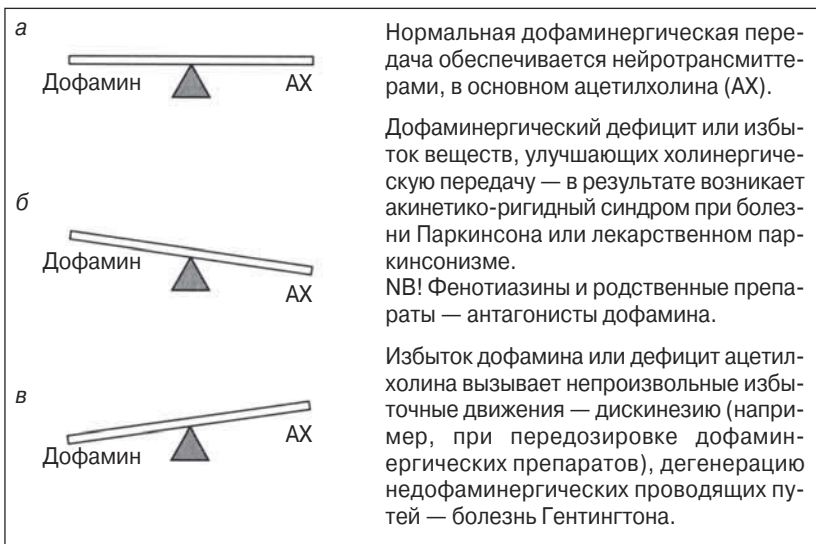 а
Дофамин
АХ
Нормальная дофаминергическая пере-
дача обеспечивается нейротрансмитте-
рами, в основном ацетилхолина (АХ).
б
Дофамин
АХ
Дофаминергический дефицит или избы-
ток веществ, улучшающих холинергиче-
скую передачу — в результате возникает
акинетико-ригидный синдром при болез-
ни Паркинсона или лекарственном пар-
кинсонизме.
NB! Фенотиазины и родственные препа-
раты — антагонисты дофамина.
в
Дофамин
АХ
Избыток дофамина или дефицит ацетил-
холина вызывает непроизвольные избы-
точные движения — дискинезию (напри-
мер, при передозировке дофамин-
ергических препаратов), дегенерацию
недофаминергических проводящих пу-
тей — болезнь Гентингтона.